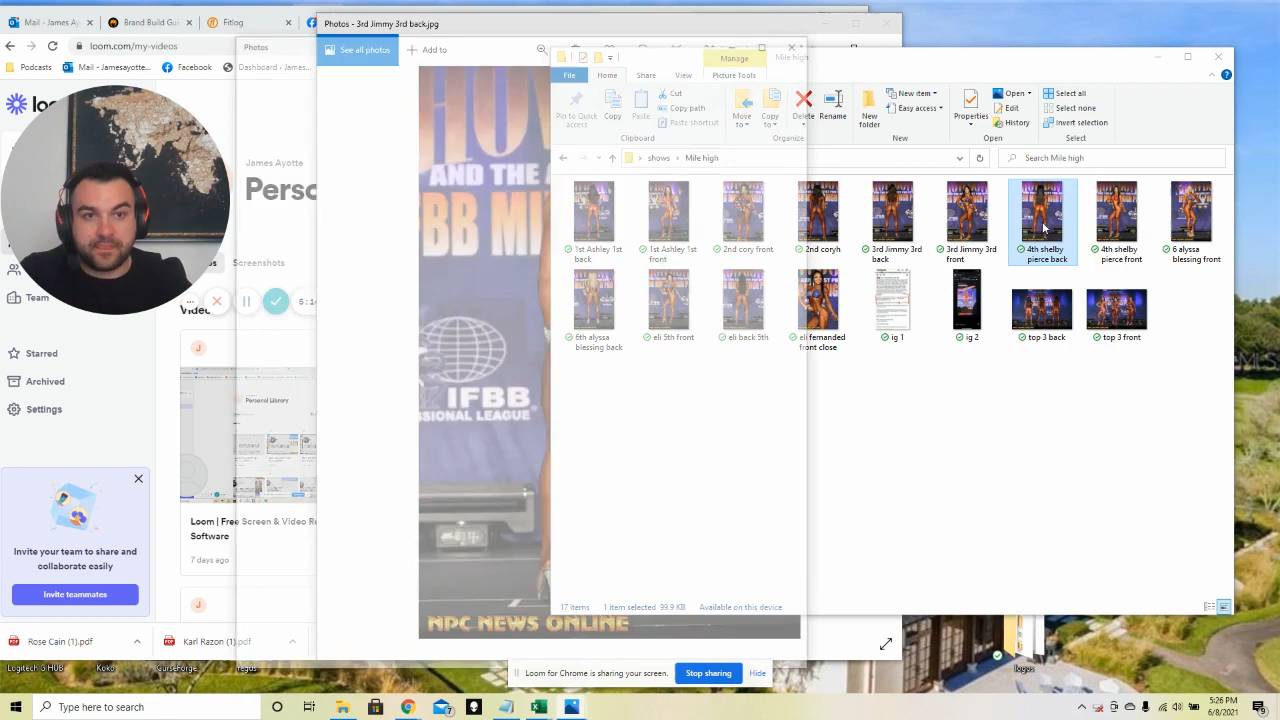 Mail - James Ay
Brand Build Gui
Fitlog
Photos - 3rd Jimmy 3rd back.jpg
loom.com/my-videos
Photos
See all photos
Add to
Mile high
Manage
Podcasts
Mail - Jamesayotte...
Facebook
Dashboard - James...
File
Home
Share
View
Picture Tools
loom
Cut
Copy path
Paste shortcut
Pin to Quick access
Copy
Paste
Move to
Copy to
Delete
Rename
New folder
New item
Easy access
Properties
Open
Edit
History
Select all
Select none
Invert selection
Clipboard
Organize
New
Open
Select
James Ayotte
Perso
shows
Mile high
Search Mile high
AND THE A
BB MI
1st Ashley 1st back
1st Ashley 1st front
2nd cory front
2nd coryh
3rd Jimmy 3rd back
3rd Jimmy 3rd front
4th shelby pierce back
4th shelby pierce front
6 alyssa blessing front
Screenshots
Team
5:1
6th alyssa blessing back
eli 5th front
eli back 5th
eli fernanded front close
ig 1
ig 2
top 3 back
top 3 front
Starred
Archived
Settings
IFBB
SSIONAL LEAGUE
Personal Library
Invite your team to share and
collaborate easily
Invite teammates
Loom | Free Screen & Video Re
Software
7 days ago
17 items
1 item selected 99.9 KB
Available on this device
NPC NEWS ONLINE
Rose Cain (1).pdf
Karl Razon (1).pdf
Logitech G HUB
Koko
CurseForge
logos
Loom for Chrome is sharing your screen.
Stop sharing
Hide
Type here to search
7
5:26 PM
6/8/2021